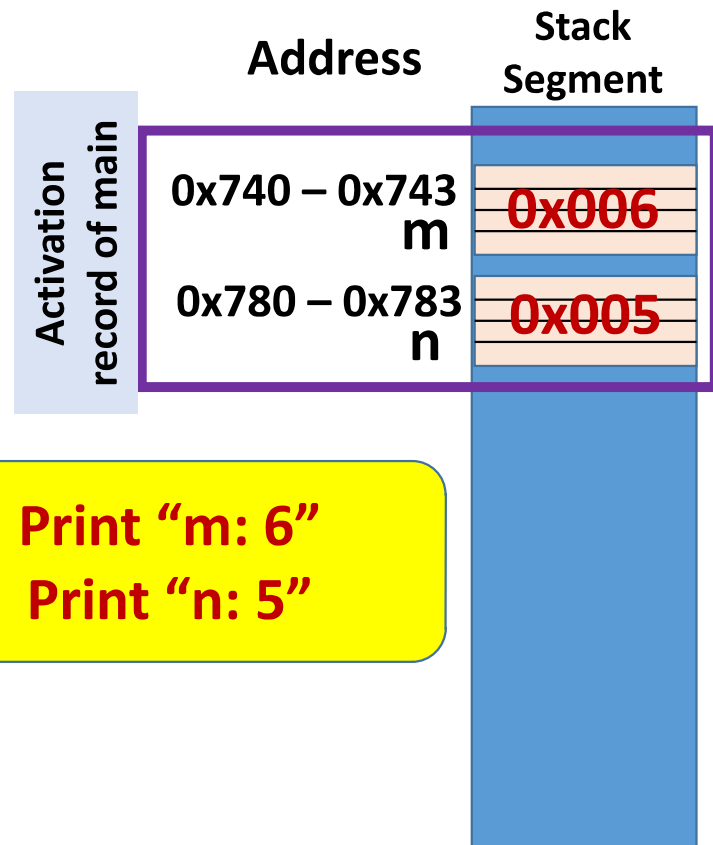 Address
Stack
Segment
Activation
record of main
0x740 – 0x743
m
0x006
0x780 – 0x783
n
0x005
Print “m: 6”
Print “n: 5”